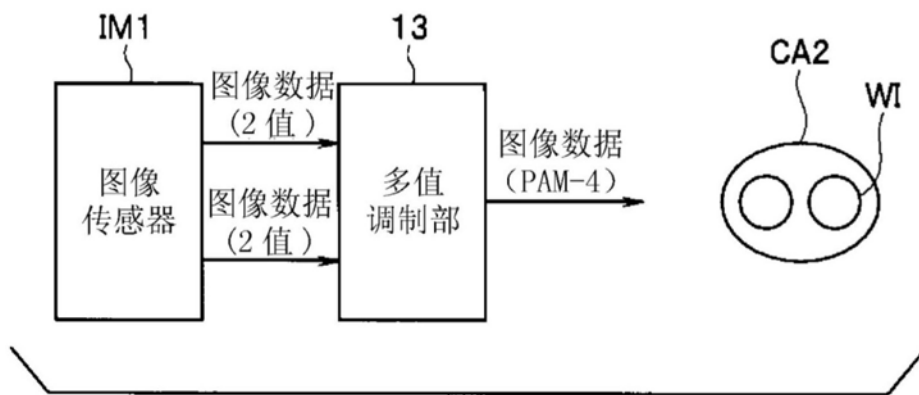 IM1
13
CA2
WI
图像数据
(2值)
图像数据
(2值)
图像
传感器
多值
调制部
图像数据
(PAM-4)